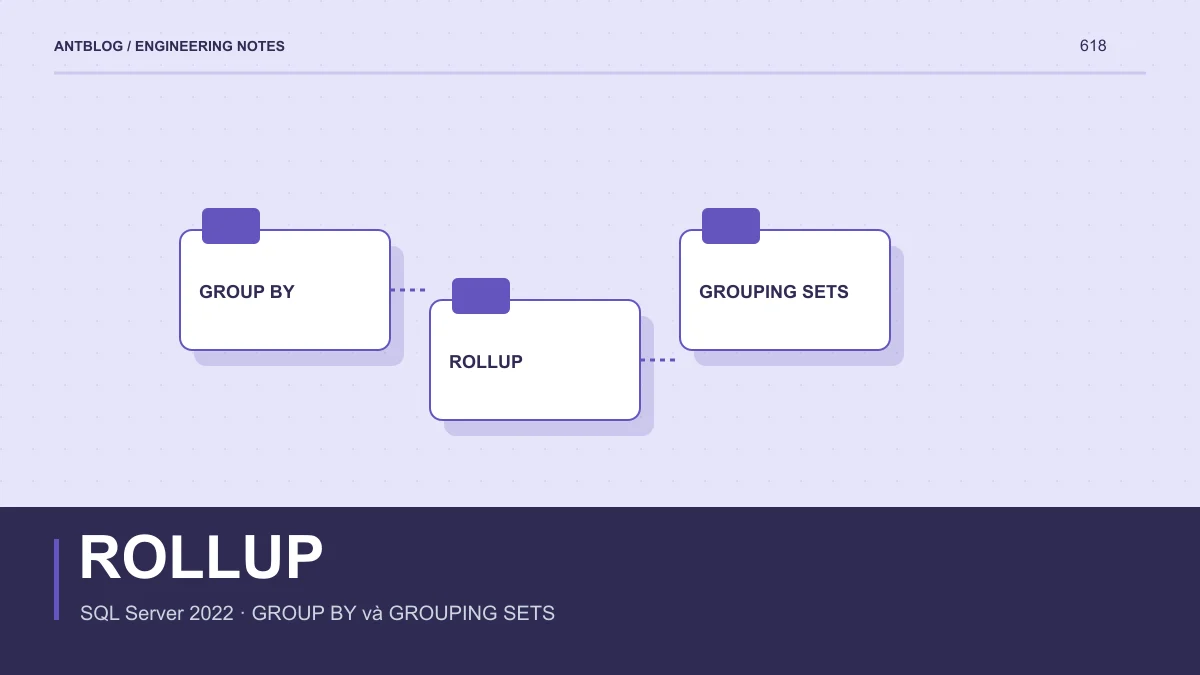 ANTBLOG / ENGINEERING NOTES
618
GROUP BY
ROLLUP
GROUPING SETS
ROLLUP
SQL Server 2022 · GROUP BY và GROUPING SETS